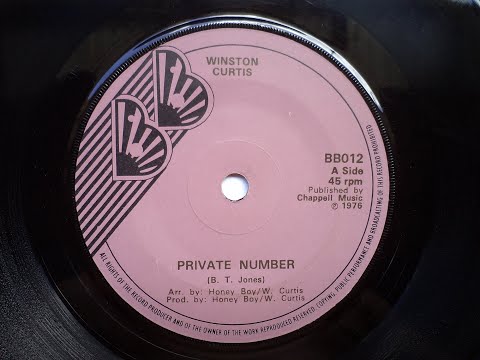 WINSTON
CURTIS
BB012
A Side
45 rpm
Published by
Chappell Music
℗ 1976
PRIVATE NUMBER
(B. T. Jones)
Arr. by: Honey Boy/W. Curtis
Prod. by: Honey Boy/W. Curtis
ALL RIGHTS OF THE RECORD PRODUCER AND OF THE OWNER OF THE WORK REPRODUCED RESERVED. COPYING, PUBLIC PERFORMANCE AND BROADCASTING OF THIS RECORD PROHIBITED